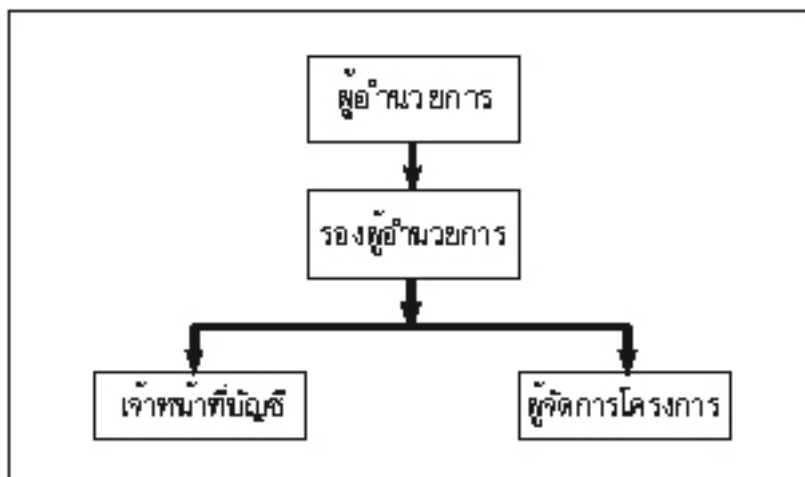 ผู้อำนวยการ
รองผู้อำนวยการ
เจ้าหน้าที่บัญชี
ผู้จัดการโครงการ